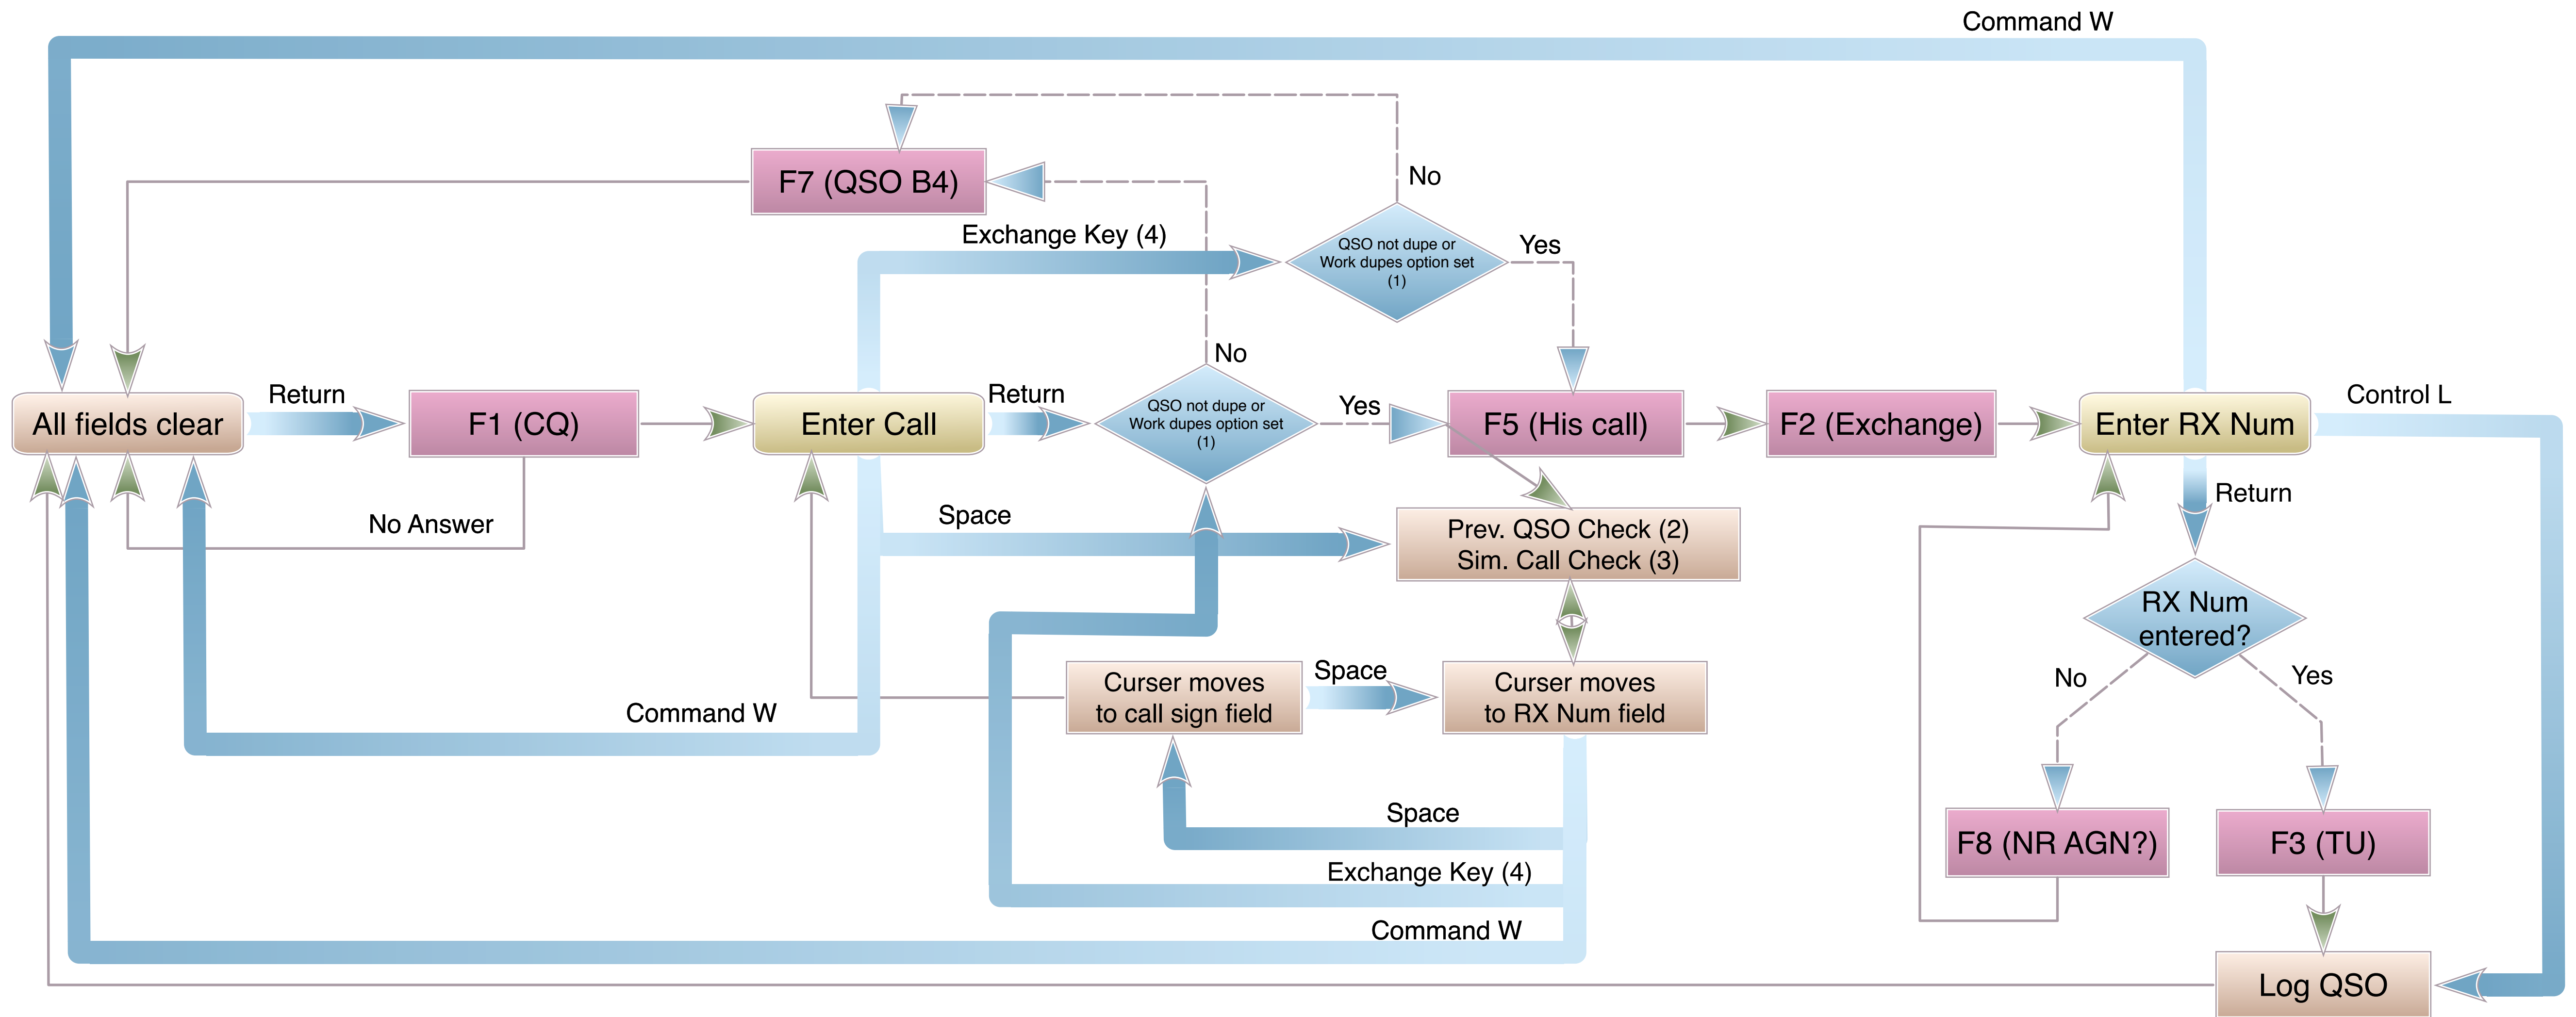 Command W
F7 (QSO B4)
No
Exchange Key (4)
QSO not dupe or
Work dupes option set
(1)
Yes
No
All fields clear
Return
F1 (CQ)
Enter Call
Return
QSO not dupe or
Work dupes option set
(1)
Yes
F5 (His call)
F2 (Exchange)
Enter RX Num
Control L
Return
No Answer
Space
Prev. QSO Check (2)
Sim. Call Check (3)
RX Num
entered?
No
Yes
Curser moves
to call sign field
Space
Curser moves
to RX Num field
Command W
Space
F8 (NR AGN?)
F3 (TU)
Exchange Key (4)
Command W
Log QSO